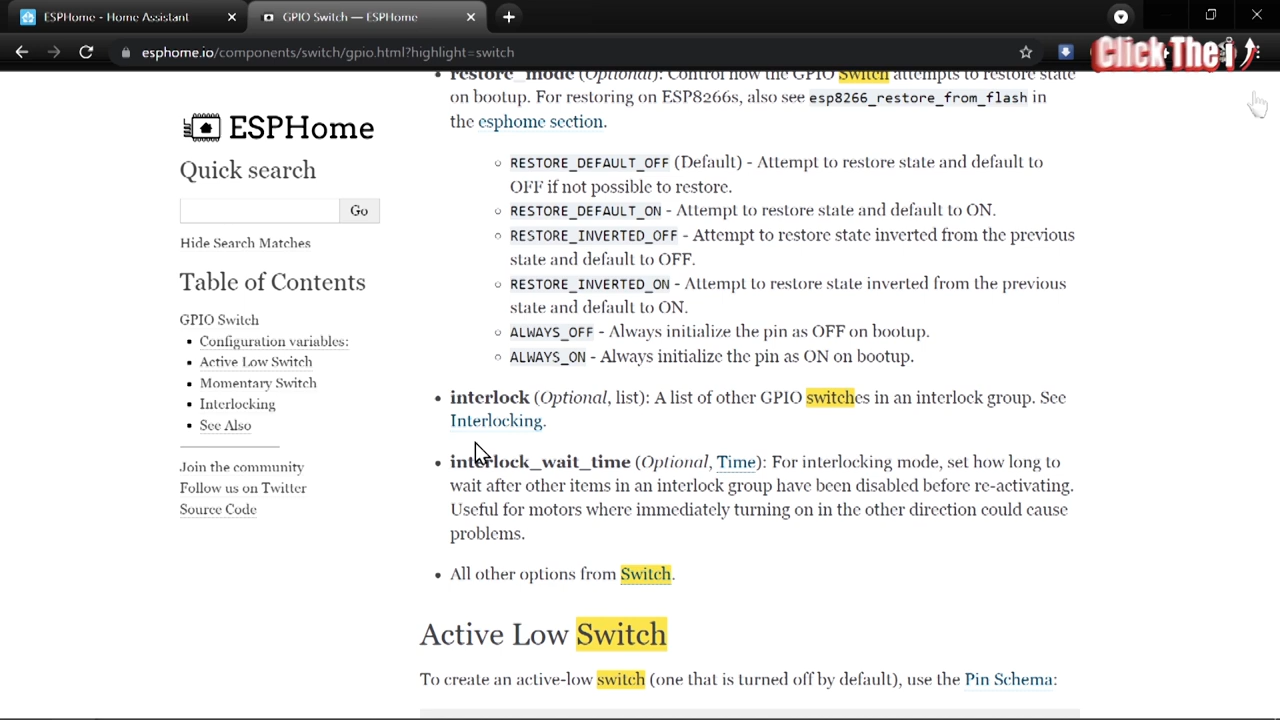 ESPHome - Home Assistant
GPIO Switch — ESPHome
esphome.io/components/switch/gpio.html?highlight=switch
Click The i
ESPHome
Quick search
Go
Hide Search Matches
Table of Contents
GPIO Switch
Configuration variables:
Active Low Switch
Momentary Switch
Interlocking
See Also
Join the community
Follow us on Twitter
Source Code
restore_mode (Optional): Control how the GPIO Switch attempts to restore state
on bootup. For restoring on ESP8266s, also see esp8266_restore_from_flash in
the esphome section.
RESTORE_DEFAULT_OFF (Default) - Attempt to restore state and default to
OFF if not possible to restore.
RESTORE_DEFAULT_ON - Attempt to restore state and default to ON.
RESTORE_INVERTED_OFF - Attempt to restore state inverted from the previous
state and default to OFF.
RESTORE_INVERTED_ON - Attempt to restore state inverted from the previous
state and default to ON.
ALWAYS_OFF - Always initialize the pin as OFF on bootup.
ALWAYS_ON - Always initialize the pin as ON on bootup.
interlock (Optional, list): A list of other GPIO switches in an interlock group. See
Interlocking.
interlock_wait_time (Optional, Time): For interlocking mode, set how long to
wait after other items in an interlock group have been disabled before re-activating.
Useful for motors where immediately turning on in the other direction could cause
problems.
All other options from Switch.
Active Low Switch
To create an active-low switch (one that is turned off by default), use the Pin Schema: